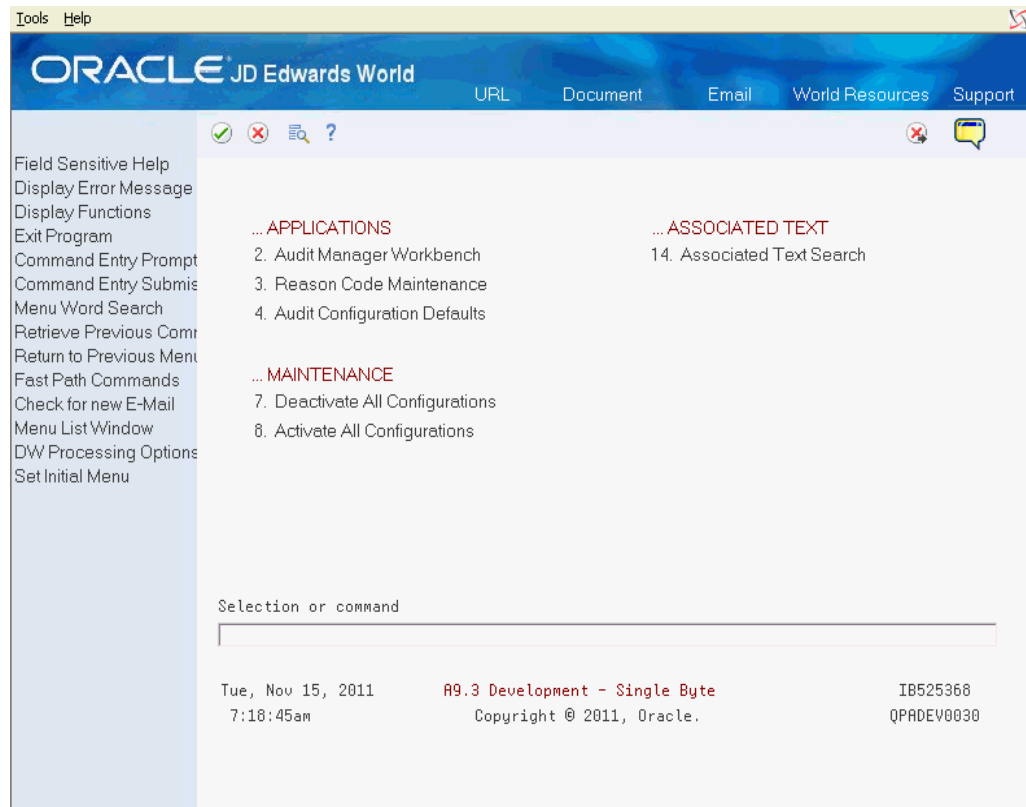 Tools Help
ORACLE JD Edwards World
URL Document Email World Resources Support
?
Field Sensitive Help
Display Error Message
Display Functions
Exit Program
Command Entry Prompt
Command Entry Submis
Menu Word Search
Retrieve Previous Com
Return to Previous Menu
Fast Path Commands
Check for new E-Mail
Menu List Window
DW Processing Options
Set Initial Menu
... APPLICATIONS
2. Audit Manager Workbench
3. Reason Code Maintenance
4. Audit Configuration Defaults
... MAINTENANCE
7. Deactivate All Configurations
8. Activate All Configurations
... ASSOCIATED TEXT
14. Associated Text Search
Selection or command
Tue, Nov 15, 2011 A9.3 Development - Single Byte IB525368
7:18:45am Copyright © 2011, Oracle. QPADEV0030